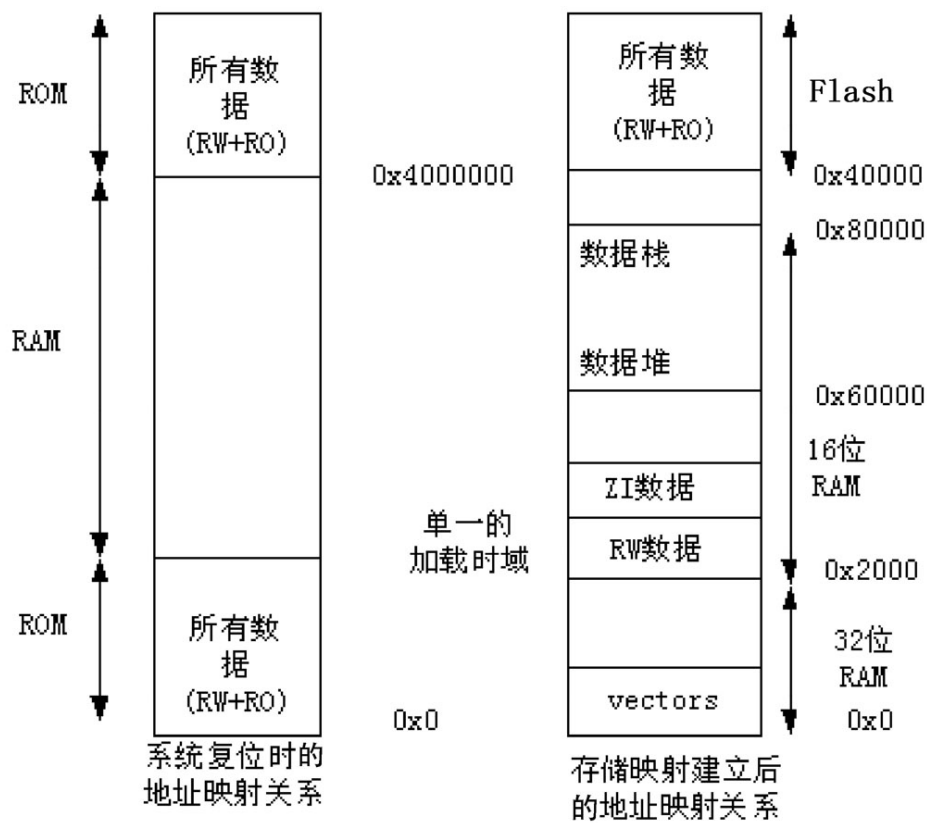 ROM
所有数
据
(RW+RO)
0x4000000
RAM
单一的
加载时域
ROM
所有数
据
(RW+RO)
0x0
系统复位时的
地址映射关系
所有数
据
(RW+RO)
Flash
0x40000
0x80000
数据栈
数据堆
0x60000
16位
RAM
ZI数据
RW数据
0x2000
32位
RAM
vectors
0x0
存储映射建立后
的地址映射关系